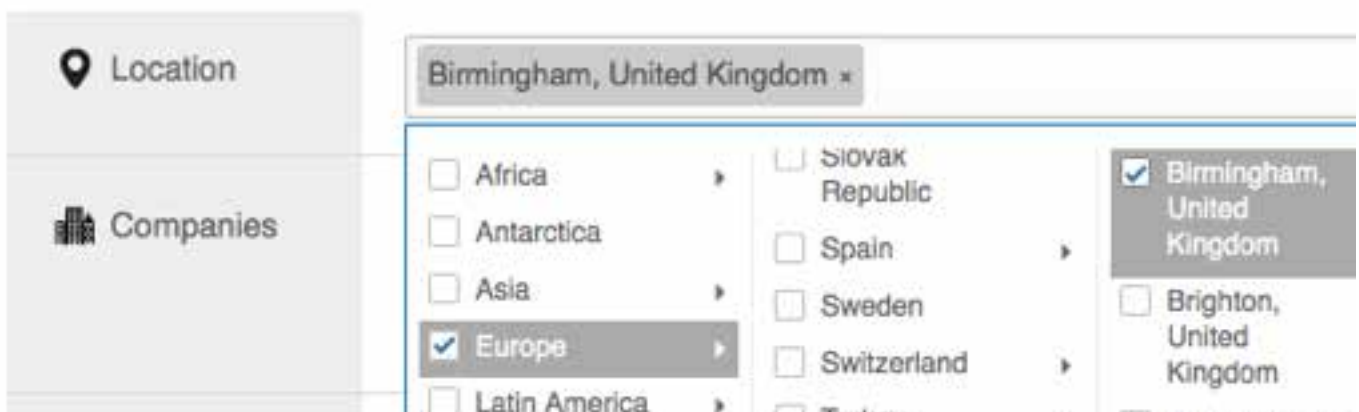 Location
Birmingham, United Kingdom ×
Companies
Africa
Antarctica
Asia
Europe
Latin America
Slovak
Republic
Spain
Sweden
Switzerland
Birmingham,
United
Kingdom
Brighton,
United
Kingdom